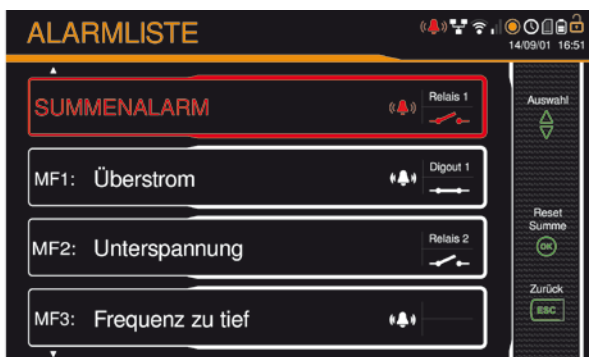 ALARMLISTE
14/09/01 16:51
SUMMENALARM
Relais 1
MF1: Überstrom
Digout 1
MF2: Unterspannung
Relais 2
MF3: Frequenz zu tief
Auswahl
Reset
Summe
OK
Zurück
ESC